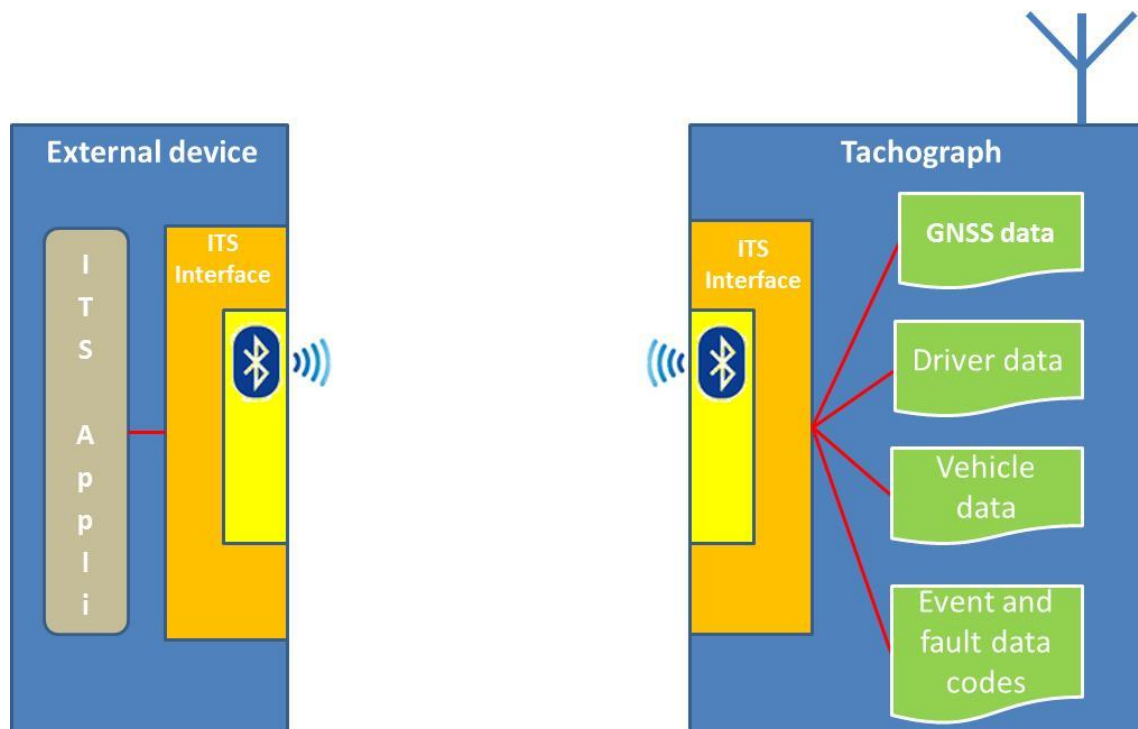 External device
ITS
Interface
I
T
S
A
p
p
l
i
Tachograph
ITS
Interface
GNSS data
Driver data
Vehicle
data
Event and
fault data
codes